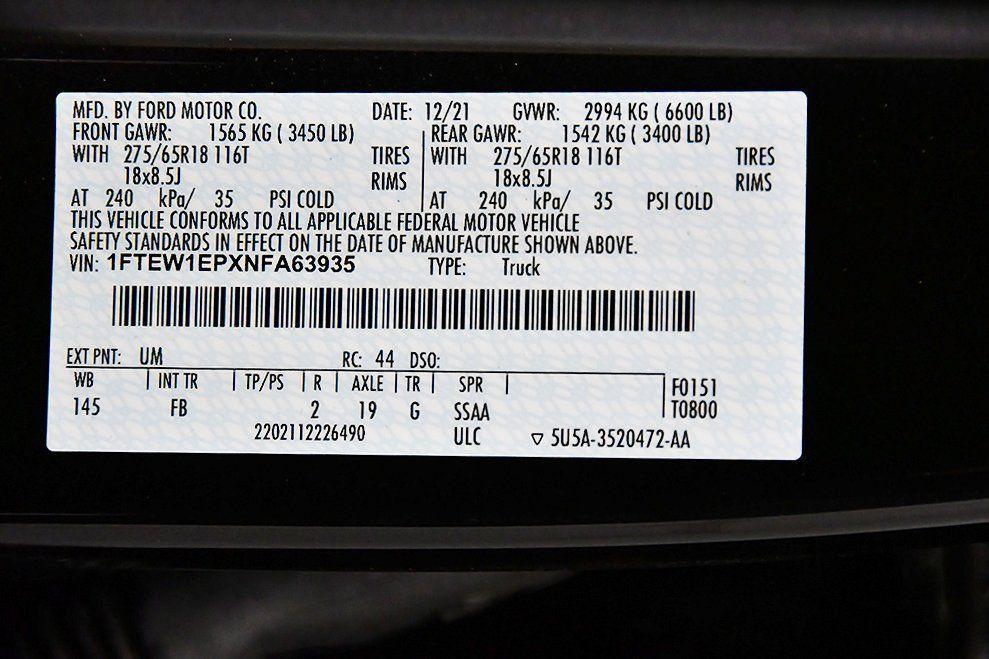 MFD. BY FORD MOTOR CO. DATE: 12/21 GVWR: 2994 KG ( 6600 LB)
FRONT GAWR: 1565 KG ( 3450 LB) REAR GAWR: 1542 KG ( 3400 LB)
WITH 275/65R18 116T TIRES WITH 275/65R18 116T TIRES
18x8.5J RIMS 18x8.5J RIMS
AT 240 kPa/ 35 PSI COLD AT 240 kPa/ 35 PSI COLD
THIS VEHICLE CONFORMS TO ALL APPLICABLE FEDERAL MOTOR VEHICLE
SAFETY STANDARDS IN EFFECT ON THE DATE OF MANUFACTURE SHOWN ABOVE.
VIN: 1FTEW1EPXNFA63935 TYPE: Truck
EXT PNT: UM RC: 44 DSO:
WB INT TR TP/PS R AXLE TR SPR F0151
145 FB 2 19 G SSAA T0800
2202112226490 ULC ▽ 5U5A-3520472-AA